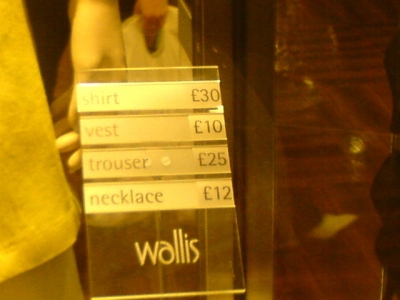 shirt £30
vest £10
trouser £25
necklace £12
wallis